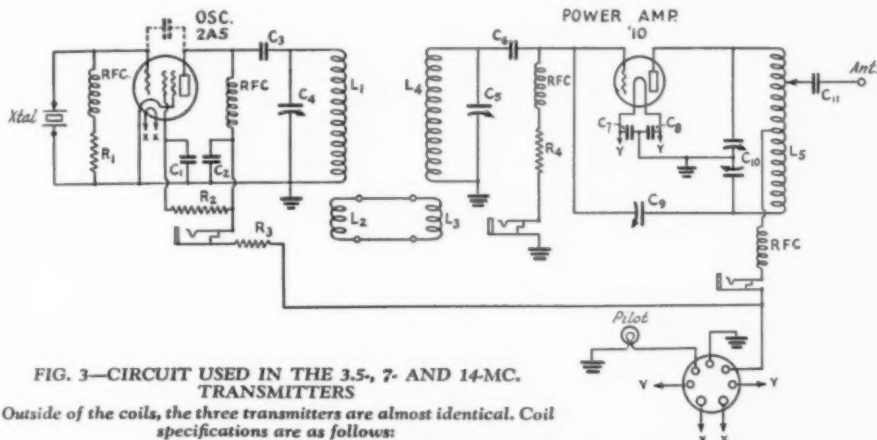 OSC.
2A5
RFC
Xtal
R1
X X
C1
C2
R2
R3
RFC
C3
C4
L1
L2
L3
L4
C5
C6
RFC
R4
POWER AMP.
'10
C7
C8
Y
Y
C9
C10
L5
C11
Ant.
RFC
Pilot
Y
Y
X
X
FIG. 3—CIRCUIT USED IN THE 3.5-, 7- AND 14-MC.
TRANSMITTERS
Outside of the coils, the three transmitters are almost identical. Coil
specifications are as follows: